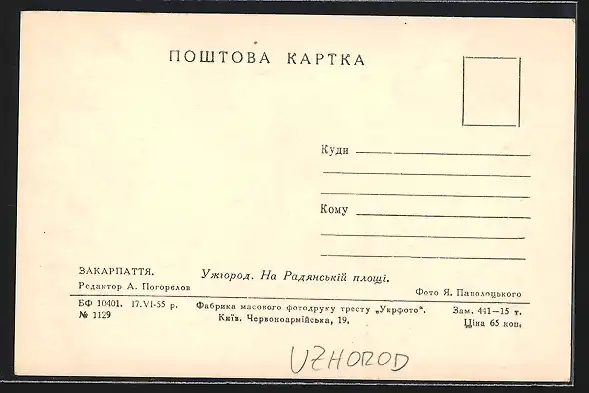 ПОШТОВА КАРТКА
Куди
Кому
ЗАКАРПАТТЯ.
Ужгород. На Радянській площі.
Редактор А. Погорєлов
Фото Я. Паволоцького
БФ 10401. 17.VI-55 р.
Фабрика масового фотодруку тресту „Укрфото“.
Зам. 441—15 т.
№ 1129
Київ. Червоноармійська, 19.
Ціна 65 коп.
UZHOROD